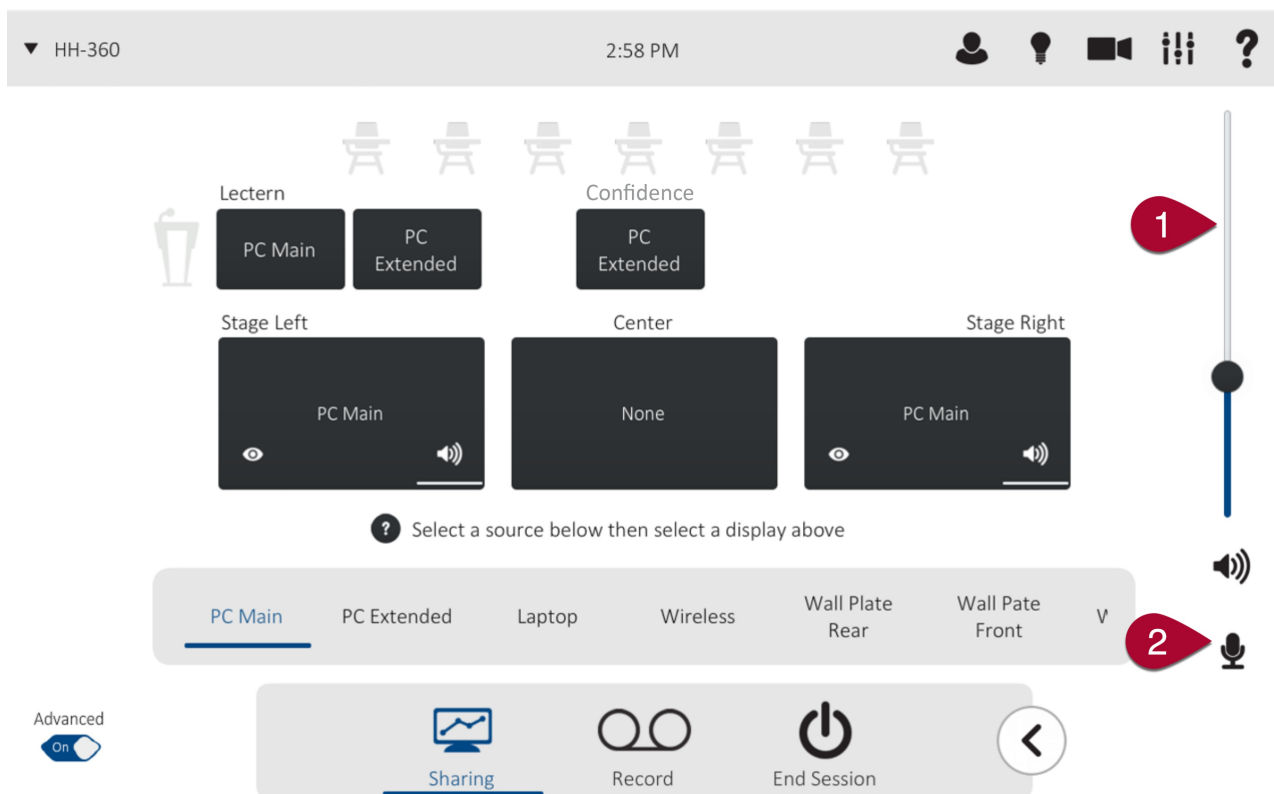 HH-360
2:58 PM
?
Lectern
Confidence
PC Main
PC
Extended
PC
Extended
1
Stage Left
Center
Stage Right
PC Main
None
PC Main
? Select a source below then select a display above
PC Main
PC Extended
Laptop
Wireless
Wall Plate
Rear
Wall Pate
Front
2
Advanced
On
Sharing
Record
End Session